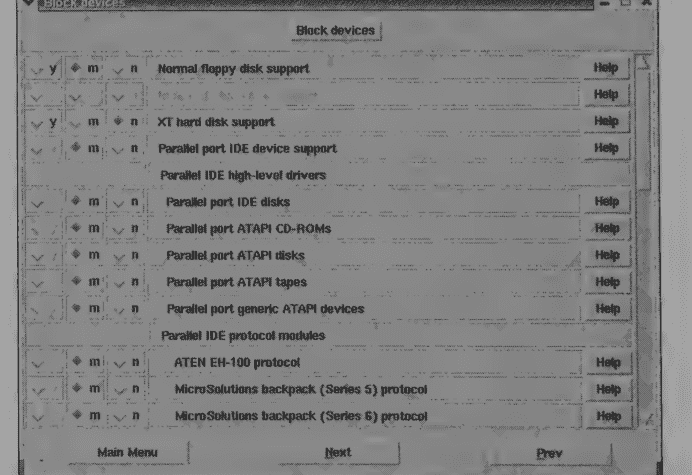 Block devices
Block devices
y m n Normal floppy disk support Help
Help
y m n XT hard disk support Help
m n Parallel port IDE device support Help
Parallel IDE high-level drivers
m n Parallel port IDE disks Help
m n Parallel port ATAPI CD-ROMs Help
m n Parallel port ATAPI disks Help
m n Parallel port ATAPI tapes Help
m n Parallel port generic ATAPI devices Help
Parallel IDE protocol modules
m n ATEN EH-100 protocol Help
m n MicroSolutions backpack (Series 5) protocol Help
m n MicroSolutions backpack (Series 6) protocol Help
Main Menu Next Prev